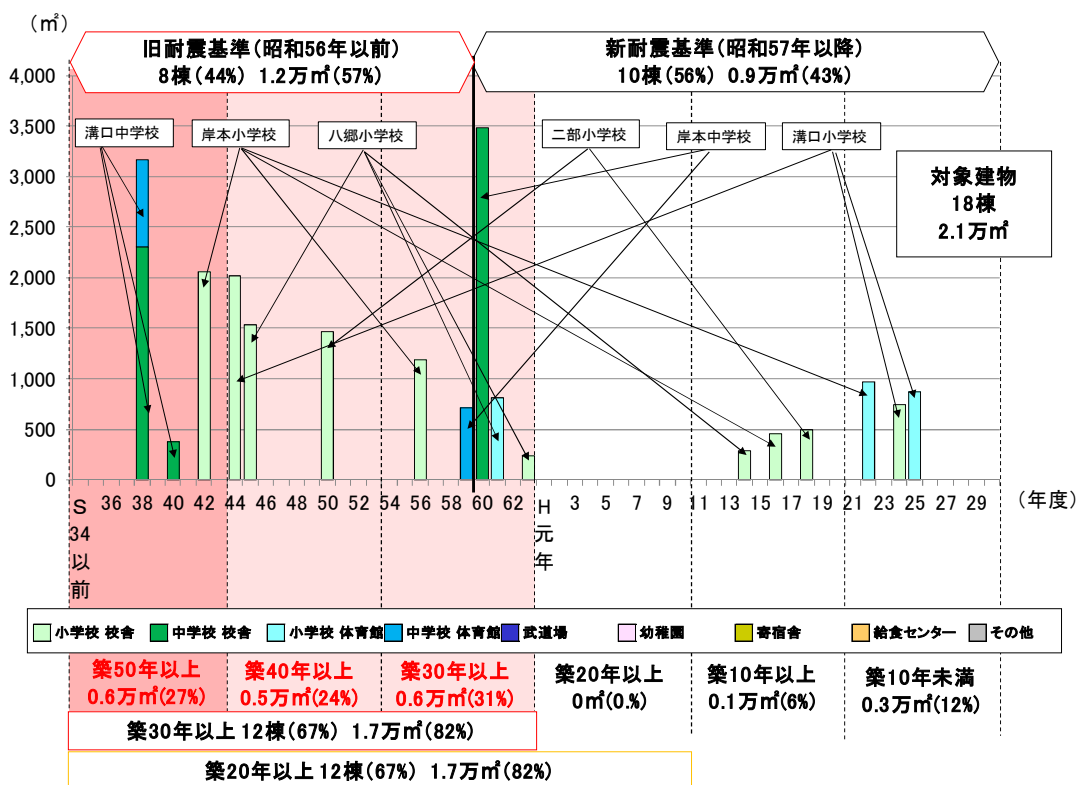 (㎡)
旧耐震基準(昭和56年以前)
8棟(44%) 1.2万㎡(57%)
新耐震基準(昭和57年以降)
10棟(56%) 0.9万㎡(43%)
4,000
3,500
3,000
2,500
2,000
1,500
1,000
500
0
溝口中学校
岸本小学校
八郷小学校
二部小学校
岸本中学校
溝口小学校
対象建物
18棟
2.1万㎡
S34以前 36 38 40 42 44 46 48 50 52 54 56 58 60 62 H元年 3 5 7 9 11 13 15 17 19 21 23 25 27 29 (年度)
小学校 校舎 中学校 校舎 小学校 体育館 中学校 体育館 武道場 幼稚園 寄宿舎 給食センター その他
築50年以上
0.6万㎡(27%)
築40年以上
0.5万㎡(24%)
築30年以上
0.6万㎡(31%)
築20年以上
0㎡(0.%)
築10年以上
0.1万㎡(6%)
築10年未満
0.3万㎡(12%)
築30年以上 12棟(67%) 1.7万㎡(82%)
築20年以上 12棟(67%) 1.7万㎡(82%)